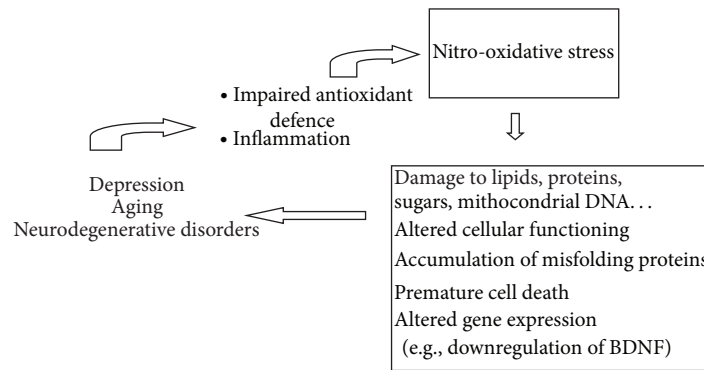 Nitro-oxidative stress
• Impaired antioxidant
defence
• Inflammation
Depression
Aging
Neurodegenerative disorders
Damage to lipids, proteins,
sugars, mithocondrial DNA…
Altered cellular functioning
Accumulation of misfolding proteins
Premature cell death
Altered gene expression
(e.g., downregulation of BDNF)